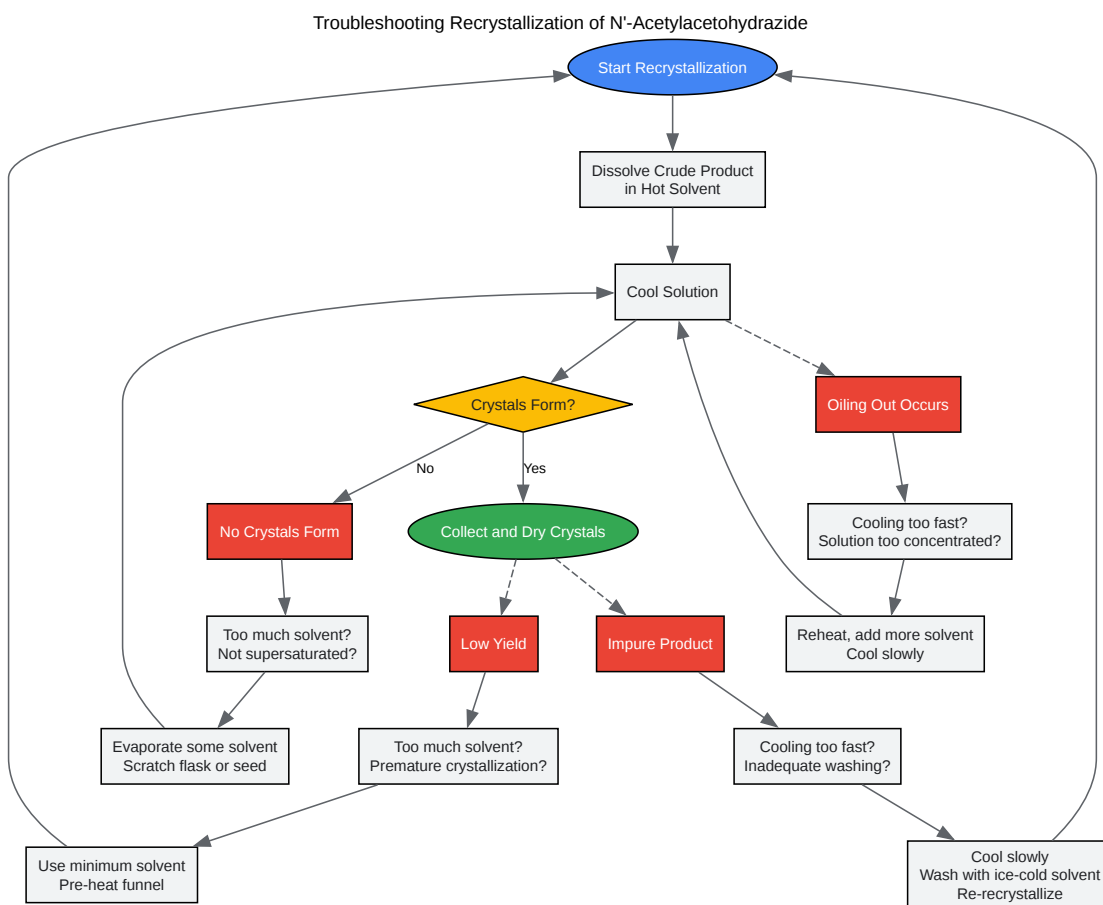 Troubleshooting Recrystallization of N'-Acetylacetohydrazide
Start Recrystallization
Dissolve Crude Product
in Hot Solvent
Cool Solution
Crystals Form?
Oiling Out Occurs
No
Yes
No Crystals Form
Collect and Dry Crystals
Cooling too fast?
Solution too concentrated?
Too much solvent?
Not supersaturated?
Low Yield
Impure Product
Reheat, add more solvent
Cool slowly
Evaporate some solvent
Scratch flask or seed
Too much solvent?
Premature crystallization?
Cooling too fast?
Inadequate washing?
Use minimum solvent
Pre-heat funnel
Cool slowly
Wash with ice-cold solvent
Re-recrystallize